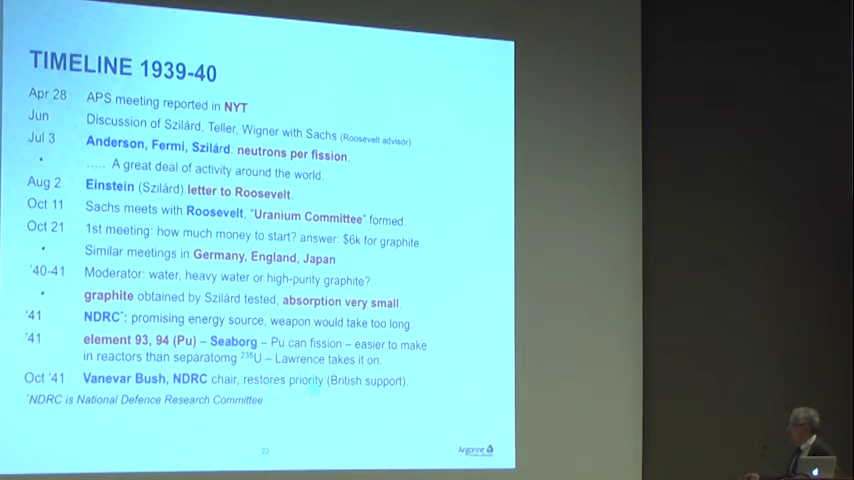 TIMELINE 1939-40
Apr 28 APS meeting reported in NYT
Jun Discussion of Szilárd, Teller, Wigner with Sachs (Roosevelt advisor)
Jul 3 Anderson, Fermi, Szilárd: neutrons per fission.
• ..... A great deal of activity around the world.
Aug 2 Einstein (Szilárd) letter to Roosevelt.
Oct 11 Sachs meets with Roosevelt, "Uranium Committee" formed.
Oct 21 1st meeting: how much money to start? answer: $6k for graphite
• Similar meetings in Germany, England, Japan
'40-41 Moderator: water, heavy water or high-purity graphite?
• graphite obtained by Szilárd tested, absorption very small.
'41 NDRC*: promising energy source, weapon would take too long.
'41 element 93, 94 (Pu) – Seaborg – Pu can fission – easier to make
in reactors than separatomg ²³⁵U – Lawrence takes it on.
Oct '41 Vanevar Bush, NDRC chair, restores priority (British support).
*NDRC is National Defence Research Committee
23
Argonne